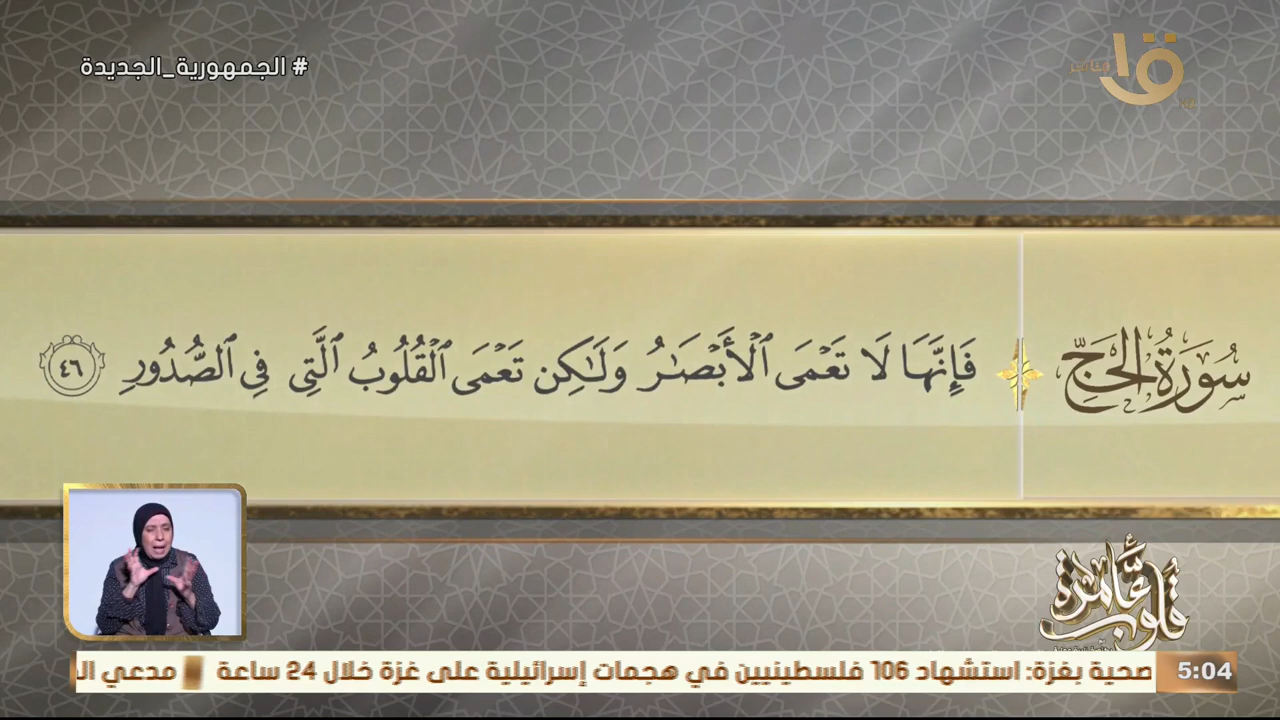 #الجمهورية_الجديدة
سُورَةُ الحَجِّ
فَإِنَّهَا لَا تَعْمَى ٱلْأَبْصَٰرُ وَلَٰكِن تَعْمَى ٱلْقُلُوبُ ٱلَّتِى فِى ٱلصُّدُورِ ٤٦
قلوب عامرة
5:04 صحية بغزة: استشهاد 106 فلسطينيين في هجمات إسرائيلية على غزة خلال 24 ساعة مدعي ال